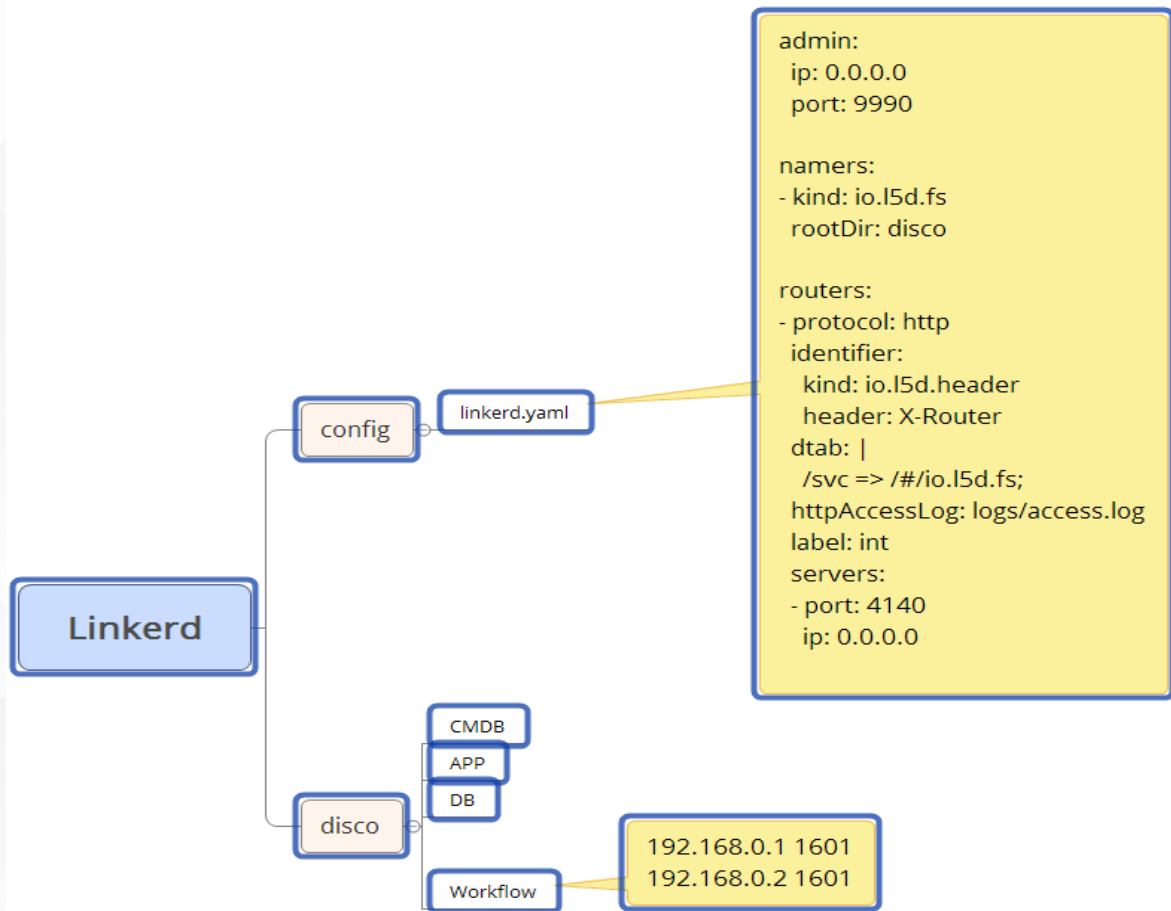 admin:
  ip: 0.0.0.0
  port: 9990

namers:
- kind: io.l5d.fs
  rootDir: disco

routers:
- protocol: http
  identifier:
    kind: io.l5d.header
    header: X-Router
  dtab: |
    /svc => /#/io.l5d.fs;
  httpAccessLog: logs/access.log
  label: int
  servers:
  - port: 4140
    ip: 0.0.0.0
linkerd.yaml
config
Linkerd
CMDB
APP
DB
disco
Workflow
192.168.0.1 1601
192.168.0.2 1601